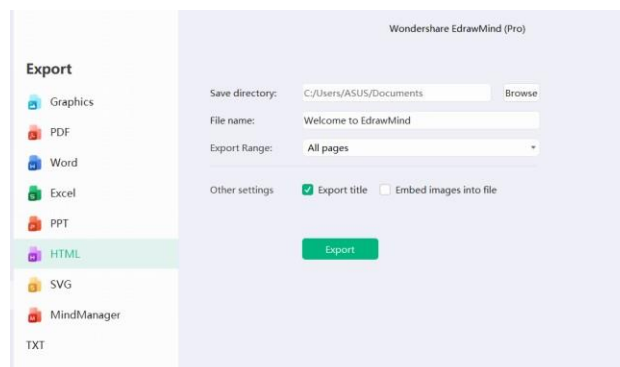 Wondershare EdrawMind (Pro)
Export
Graphics
PDF
Word
Excel
PPT
HTML
SVG
MindManager
TXT
Save directory: C:/Users/ASUS/Documents Browse
File name: Welcome to EdrawMind
Export Range: All pages
Other settings Export title Embed images into file
Export